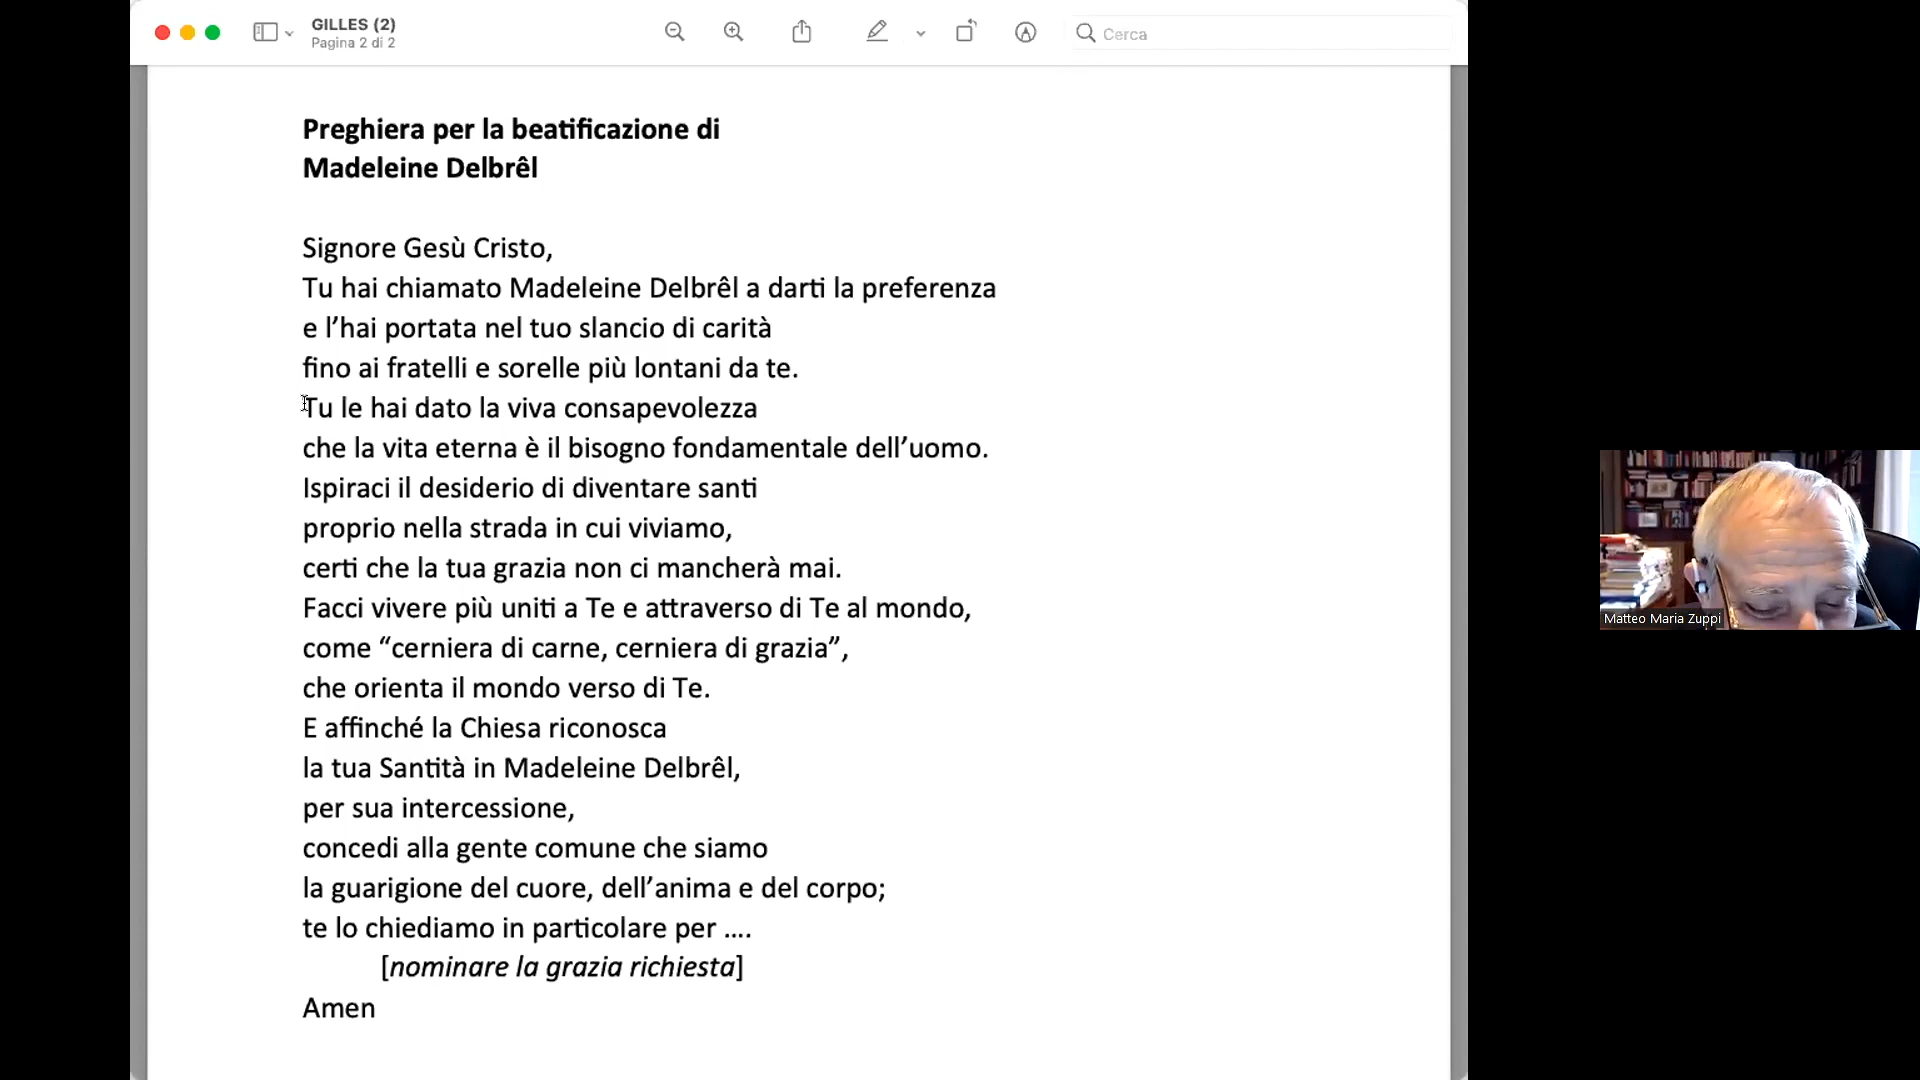 GILLES (2)
Pagina 2 di 2
Cerca
Preghiera per la beatificazione di
Madeleine Delbrêl
Signore Gesù Cristo,
Tu hai chiamato Madeleine Delbrêl a darti la preferenza
e l’hai portata nel tuo slancio di carità
fino ai fratelli e sorelle più lontani da te.
Tu le hai dato la viva consapevolezza
che la vita eterna è il bisogno fondamentale dell’uomo.
Ispiraci il desiderio di diventare santi
proprio nella strada in cui viviamo,
certi che la tua grazia non ci mancherà mai.
Facci vivere più uniti a Te e attraverso di Te al mondo,
come “cerniera di carne, cerniera di grazia”,
che orienta il mondo verso di Te.
E affinché la Chiesa riconosca
la tua Santità in Madeleine Delbrêl,
per sua intercessione,
concedi alla gente comune che siamo
la guarigione del cuore, dell’anima e del corpo;
te lo chiediamo in particolare per ....
[nominare la grazia richiesta]
Amen
Matteo Maria Zuppi